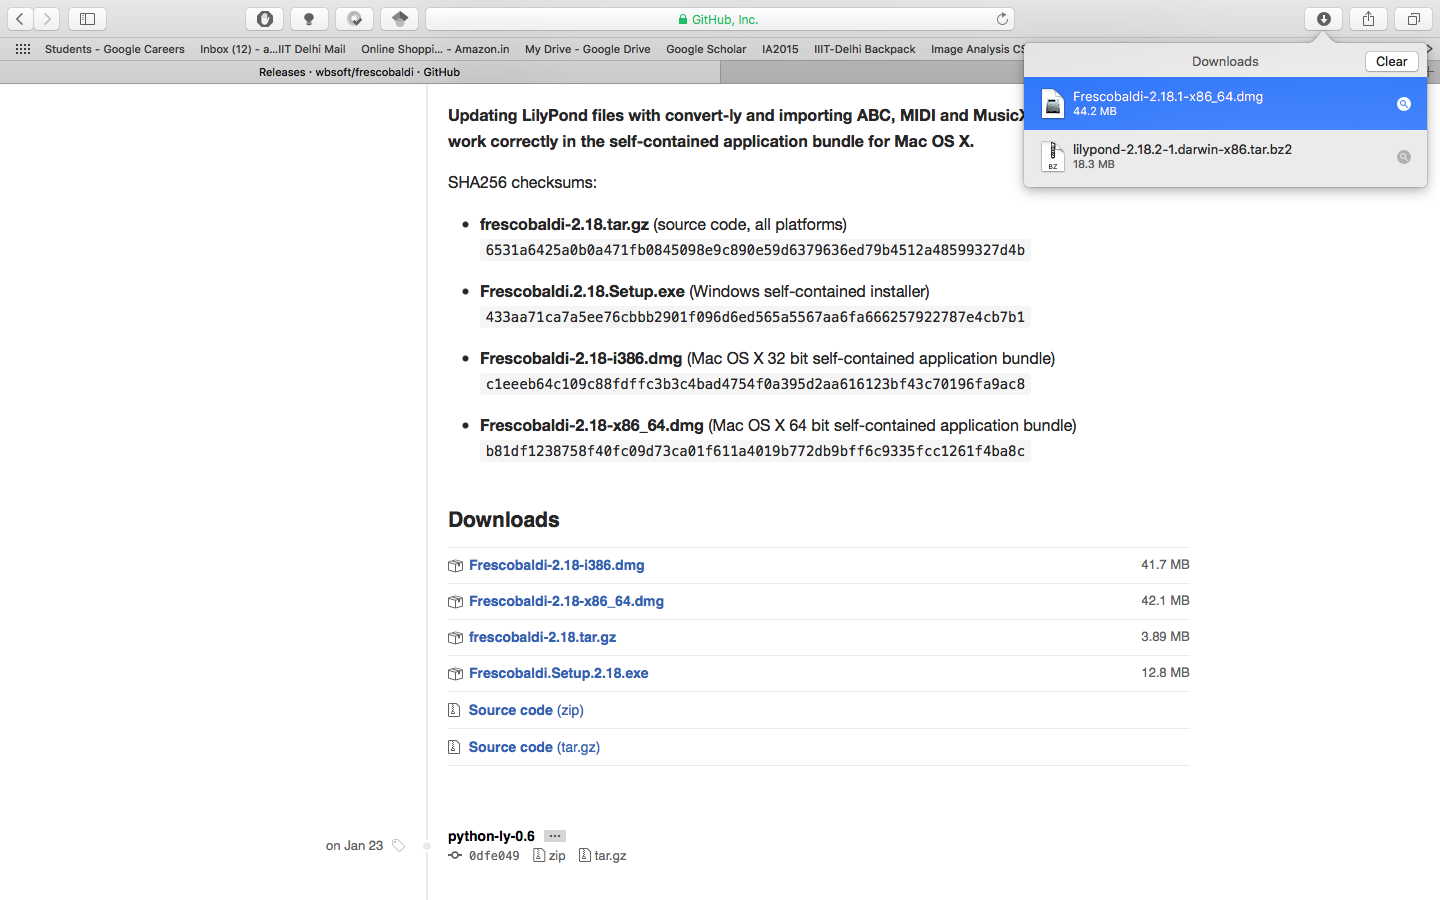 GitHub, Inc.
Students - Google Careers
Inbox (12) - a...IIT Delhi Mail
Online Shoppi... - Amazon.in
My Drive - Google Drive
Google Scholar
IA2015
IIIT-Delhi Backpack
Image Analysis CS
Releases · wbsoft/frescobaldi · GitHub
Downloads
Clear
Frescobaldi-2.18.1-x86_64.dmg
44.2 MB
lilypond-2.18.2-1.darwin-x86.tar.bz2
BZ
18.3 MB
Updating LilyPond files with convert-ly and importing ABC, MIDI and MusicX
work correctly in the self-contained application bundle for Mac OS X.
SHA256 checksums:
frescobaldi-2.18.tar.gz (source code, all platforms)
6531a6425a0b0a471fb0845098e9c890e59d6379636ed79b4512a48599327d4b
Frescobaldi.2.18.Setup.exe (Windows self-contained installer)
433aa71ca7a5ee76cbbb2901f096d6ed565a5567aa6fa666257922787e4cb7b1
Frescobaldi-2.18-i386.dmg (Mac OS X 32 bit self-contained application bundle)
c1eeeb64c109c88fdffc3b3c4bad4754f0a395d2aa616123bf43c70196fa9ac8
Frescobaldi-2.18-x86_64.dmg (Mac OS X 64 bit self-contained application bundle)
b81df1238758f40fc09d73ca01f611a4019b772db9bff6c9335fcc1261f4ba8c
Downloads
Frescobaldi-2.18-i386.dmg 41.7 MB
Frescobaldi-2.18-x86_64.dmg 42.1 MB
frescobaldi-2.18.tar.gz 3.89 MB
Frescobaldi.Setup.2.18.exe 12.8 MB
Source code (zip)
Source code (tar.gz)
on Jan 23
python-ly-0.6 ...
0dfe049 zip tar.gz